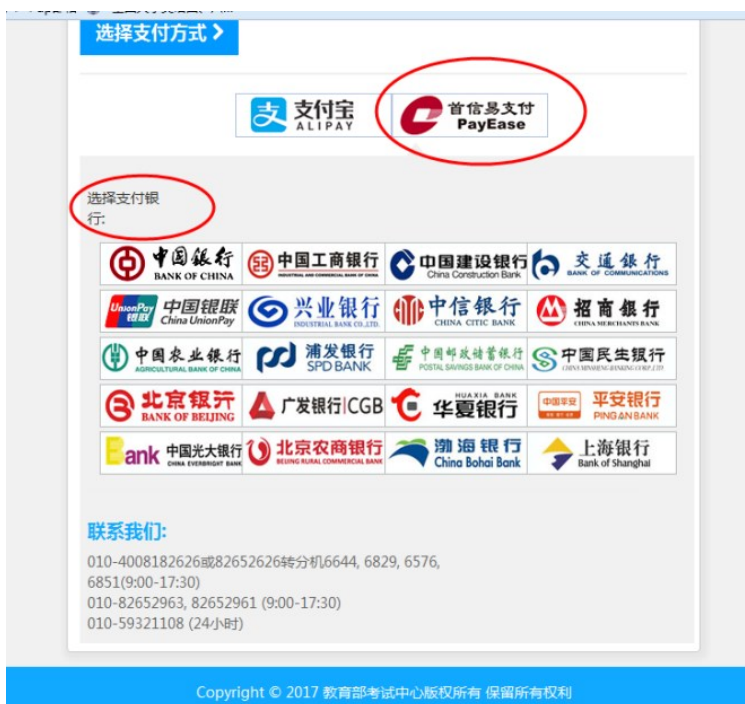 选择支付方式
支付宝
ALIPAY
首信易支付
PayEase
选择支付银
行:
中国银行
BANK OF CHINA
中国工商银行
INDUSTRIAL AND COMMERCIAL BANK OF CHINA
中国建设银行
China Construction Bank
交通银行
BANK OF COMMUNICATIONS
UnionPay
银联
中国银联
China UnionPay
兴业银行
INDUSTRIAL BANK CO.,LTD.
中信银行
CHINA CITIC BANK
招商银行
CHINA MERCHANTS BANK
中国农业银行
AGRICULTURAL BANK OF CHINA
浦发银行
SPD BANK
中国邮政储蓄银行
POSTAL SAVINGS BANK OF CHINA
中国民生银行
CHINA MINSHENG BANKING CORP.,LTD
北京银行
BANK OF BEIJING
广发银行|CGB
HUAXIA BANK
华夏银行
中国平安
平安银行
PING AN BANK
Bank
中国光大银行
CHINA EVERBRIGHT BANK
北京农商银行
BEIJING RURAL COMMERCIAL BANK
渤海银行
China Bohai Bank
上海银行
Bank of Shanghai
联系我们:
010-4008182626或82652626转分机6644, 6829, 6576,
6851(9:00-17:30)
010-82652963, 82652961 (9:00-17:30)
010-59321108 (24小时)
Copyright © 2017 教育部考试中心版权所有 保留所有权利